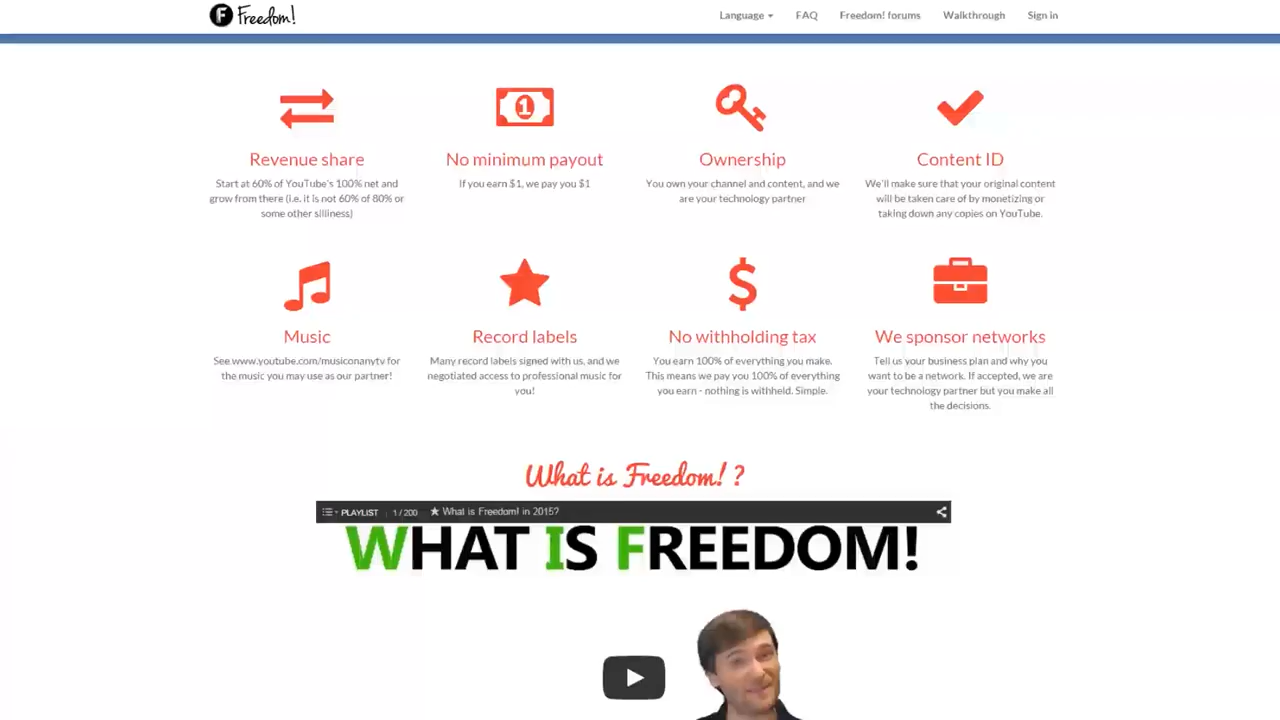 Freedom!
Language
FAQ
Freedom! forums
Walkthrough
Sign in
Revenue share
Start at 60% of YouTube's 100% net and
grow from there (i.e. it is not 60% of 80% or
some other silliness)
No minimum payout
If you earn $1, we pay you $1
Ownership
You own your channel and content, and we
are your technology partner
Content ID
We'll make sure that your original content
will be taken care of by monetizing or
taking down any copies on YouTube.
Music
See www.youtube.com/musiconanytv for
the music you may use as our partner!
Record labels
Many record labels signed with us, and we
negotiated access to professional music for
you!
No withholding tax
You earn 100% of everything you make.
This means we pay you 100% of everything
you earn - nothing is withheld. Simple.
We sponsor networks
Tell us your business plan and why you
want to be a network. If accepted, we are
your technology partner but you make all
the decisions.
What is Freedom! ?
PLAYLIST 1 / 200 ★ What is Freedom! in 2015?
WHAT IS FREEDOM!